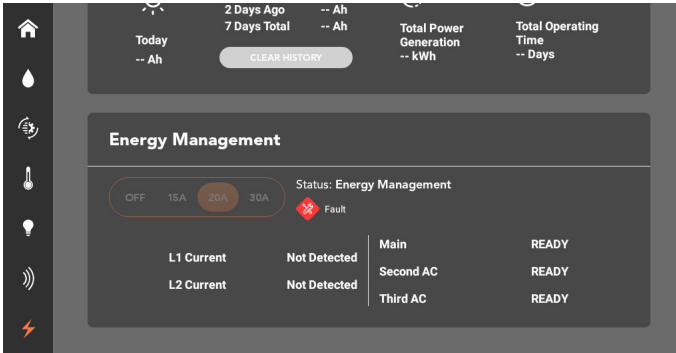 2 Days Ago -- Ah
7 Days Total -- Ah
Today
-- Ah
CLEAR HISTORY
Total Power
Generation
-- kWh
Total Operating
Time
-- Days
Energy Management
OFF 15A 20A 30A
Status: Energy Management
Fault
L1 Current Not Detected
L2 Current Not Detected
Main READY
Second AC READY
Third AC READY